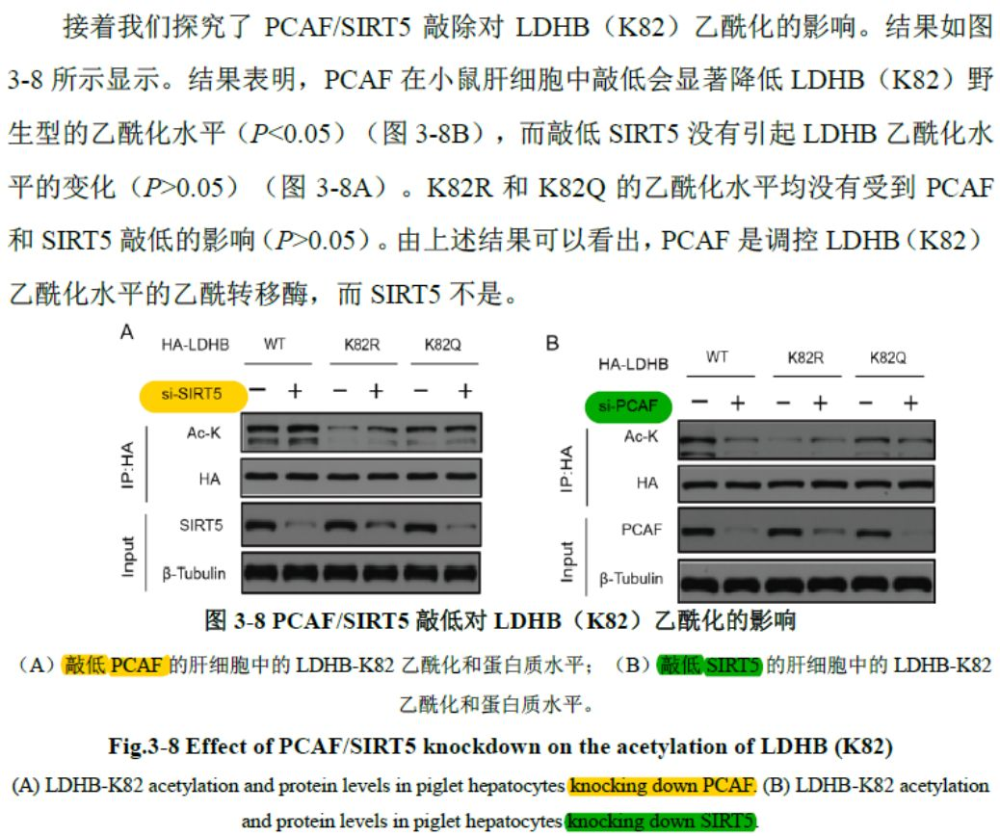 接着我们探究了 PCAF/SIRT5 敲除对 LDHB（K82）乙酰化的影响。结果如图
3-8 所示显示。结果表明，PCAF 在小鼠肝细胞中敲低会显著降低 LDHB（K82）野
生型的乙酰化水平（P<0.05）（图 3-8B），而敲低 SIRT5 没有引起 LDHB 乙酰化水
平的变化（P>0.05）（图 3-8A）。K82R 和 K82Q 的乙酰化水平均没有受到 PCAF
和 SIRT5 敲低的影响（P>0.05）。由上述结果可以看出，PCAF 是调控 LDHB（K82）
乙酰化水平的乙酰转移酶，而 SIRT5 不是。
A
HA-LDHB WT K82R K82Q
si-SIRT5 − + − + − +
IP:HA
Ac-K
HA
Input
SIRT5
β-Tubulin
B
HA-LDHB WT K82R K82Q
si-PCAF − + − + − +
IP:HA
Ac-K
HA
Input
PCAF
β-Tubulin
图 3-8 PCAF/SIRT5 敲低对 LDHB（K82）乙酰化的影响
（A）敲低 PCAF 的肝细胞中的 LDHB-K82 乙酰化和蛋白质水平；（B）敲低 SIRT5 的肝细胞中的 LDHB-K82
乙酰化和蛋白质水平。
Fig.3-8 Effect of PCAF/SIRT5 knockdown on the acetylation of LDHB (K82)
(A) LDHB-K82 acetylation and protein levels in piglet hepatocytes knocking down PCAF. (B) LDHB-K82 acetylation
and protein levels in piglet hepatocytes knocking down SIRT5.